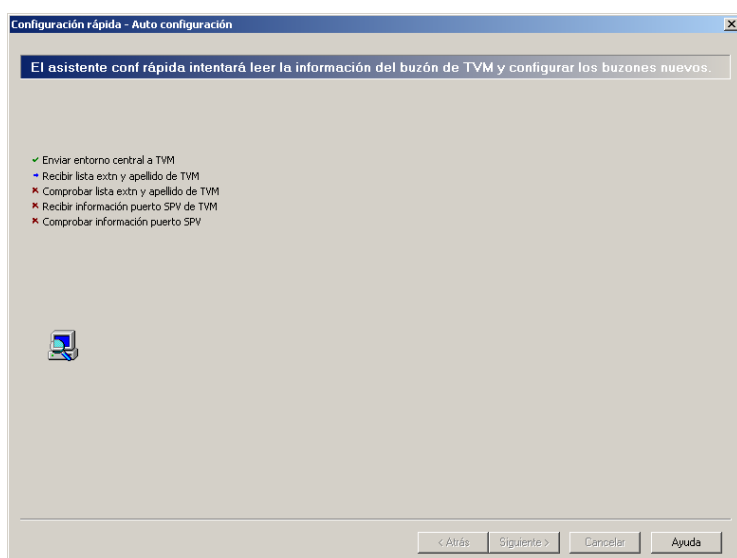 Configuración rápida - Auto configuración
El asistente conf rápida intentará leer la información del buzón de TVM y configurar los buzones nuevos.
Enviar entorno central a TVM
Recibir lista extn y apellido de TVM
Comprobar lista extn y apellido de TVM
Recibir información puerto SPV de TVM
Comprobar información puerto SPV
< Atrás Siguiente > Cancelar Ayuda